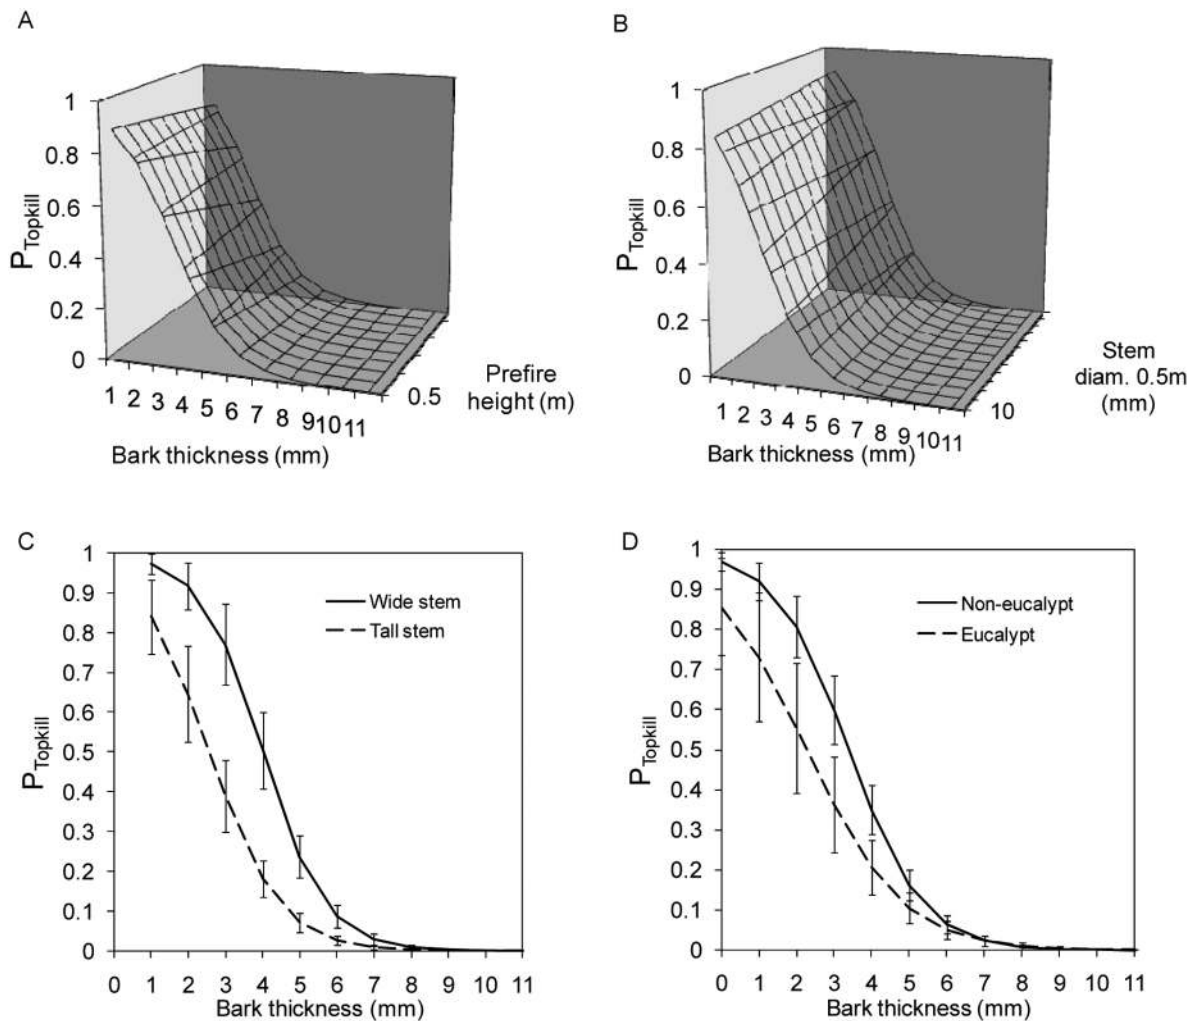 A
1
0.8
0.6
0.4
0.2
0
P_Topkill
1 2 3 4 5 6 7 8 9 10 11
Bark thickness (mm)
0.5
Prefire
height (m)
B
1
0.8
0.6
0.4
0.2
0
P_Topkill
1 2 3 4 5 6 7 8 9 10 11
Bark thickness (mm)
10
Stem
diam. 0.5m
(mm)
C
1
0.9
0.8
0.7
0.6
0.5
0.4
0.3
0.2
0.1
0
P_Topkill
Wide stem
Tall stem
0 1 2 3 4 5 6 7 8 9 10 11
Bark thickness (mm)
D
1
0.9
0.8
0.7
0.6
0.5
0.4
0.3
0.2
0.1
0
P_Topkill
Non-eucalypt
Eucalypt
0 1 2 3 4 5 6 7 8 9 10 11
Bark thickness (mm)